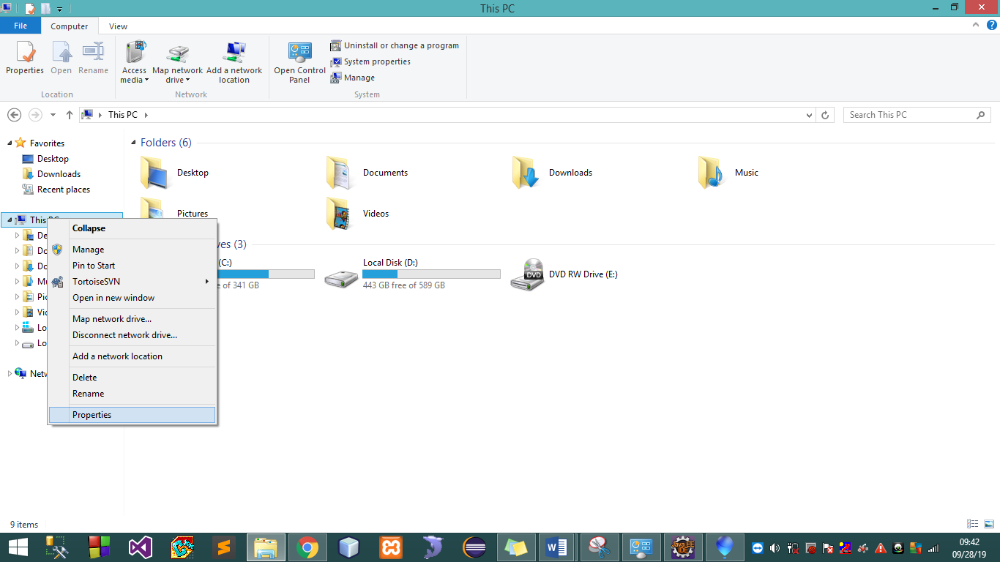 This PC
File
Computer
View
Properties
Open
Rename
Access media
Map network drive
Add a network location
Open Control Panel
Uninstall or change a program
System properties
Manage
Location
Network
System
This PC
Search This PC
Favorites
Desktop
Downloads
Recent places
This PC
De
Do
Do
Mu
Pic
Vid
Lo
Lo
Netw
Collapse
Manage
Pin to Start
TortoiseSVN
Open in new window
Map network drive...
Disconnect network drive...
Add a network location
Delete
Rename
Properties
Folders (6)
Desktop
Documents
Downloads
Music
Pictures
Videos
ves (3)
(C:)
e of 341 GB
Local Disk (D:)
443 GB free of 589 GB
DVD
DVD RW Drive (E:)
9 items
Java EE
IDE
09:42
09/28/19